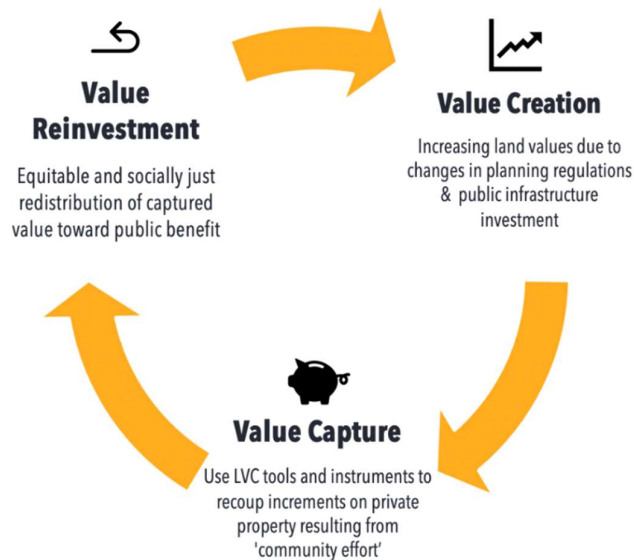 Value
Reinvestment
Equitable and socially just
redistribution of captured
value toward public benefit
Value Creation
Increasing land values due to
changes in planning regulations
& public infrastructure
investment
Value Capture
Use LVC tools and instruments to
recoup increments on private
property resulting from
'community effort'